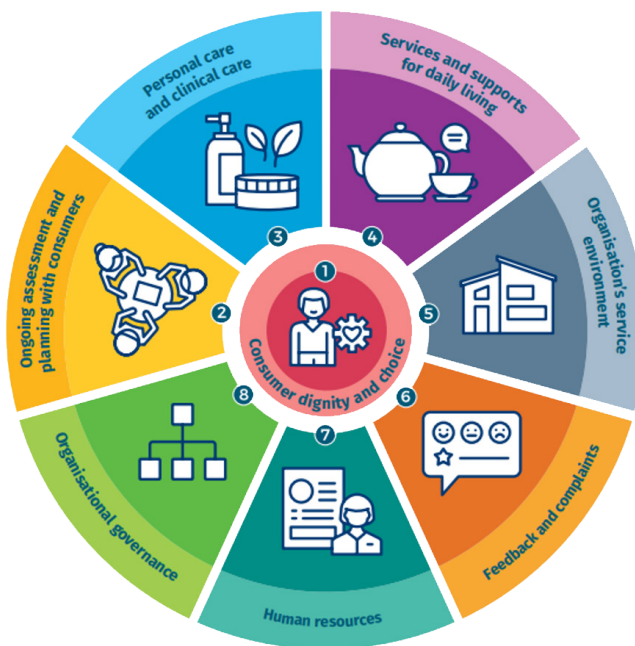 1
Consumer dignity and choice
2
Ongoing assessment and
planning with consumers
3
Personal care
and clinical care
4
Services and supports
for daily living
5
Organisation's service
environment
6
Feedback and complaints
7
Human resources
8
Organisational governance